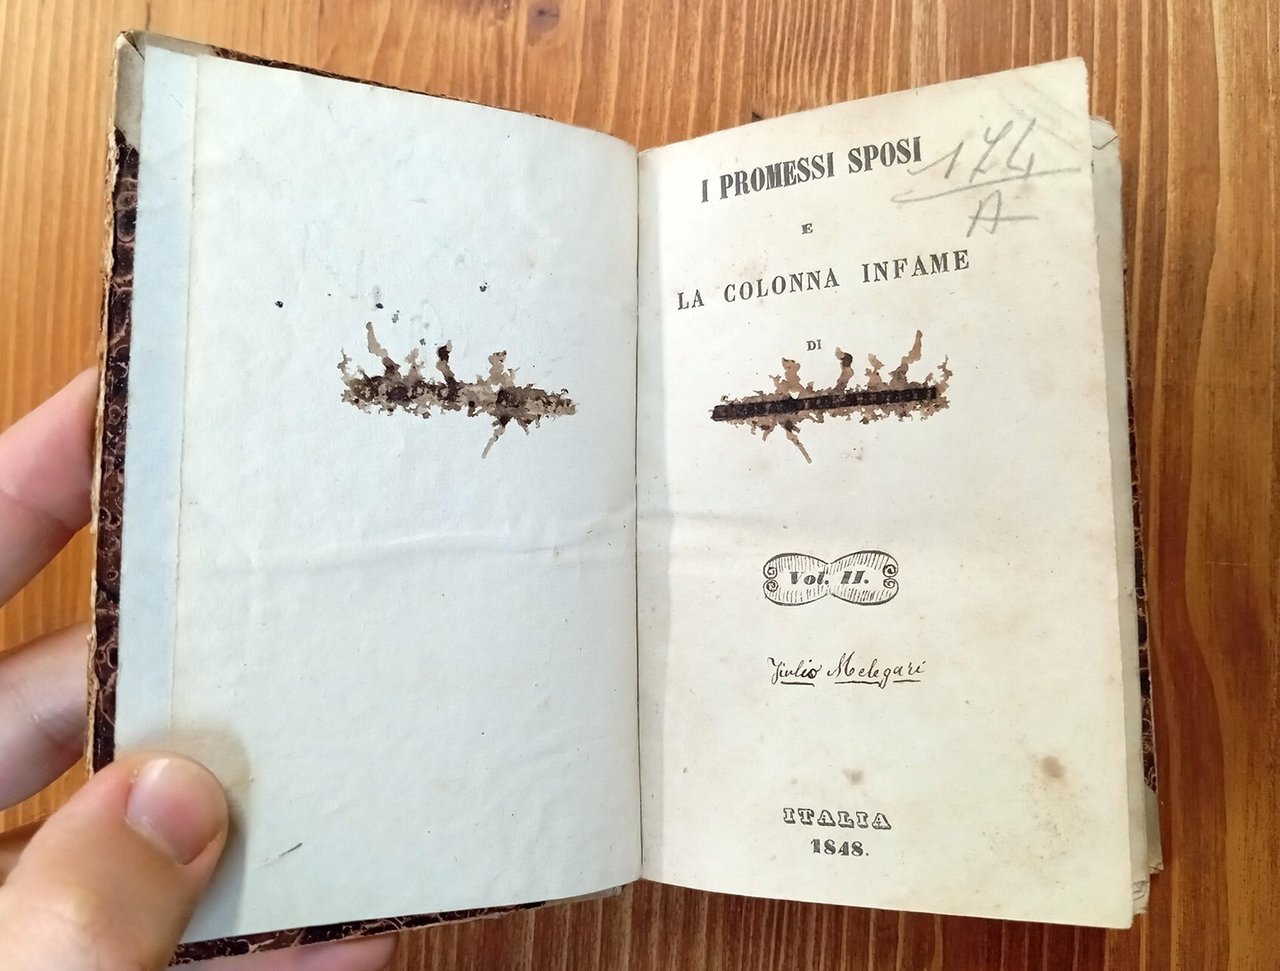 I PROMESSI SPOSI
174
A
E
LA COLONNA INFAME
DI
Vol. II.
Giulio Melegari
ITALIA
1848.